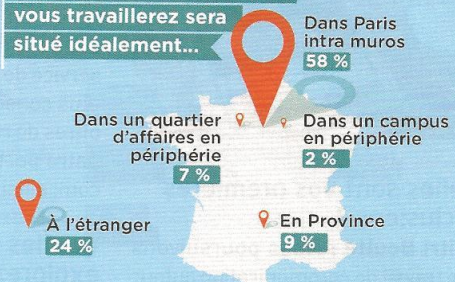 vous travaillerez sera
situé idéalement...
Dans Paris
intra muros
58 %
Dans un quartier
d'affaires en
périphérie
7 %
Dans un campus
en périphérie
2 %
À l'étranger
24 %
En Province
9 %